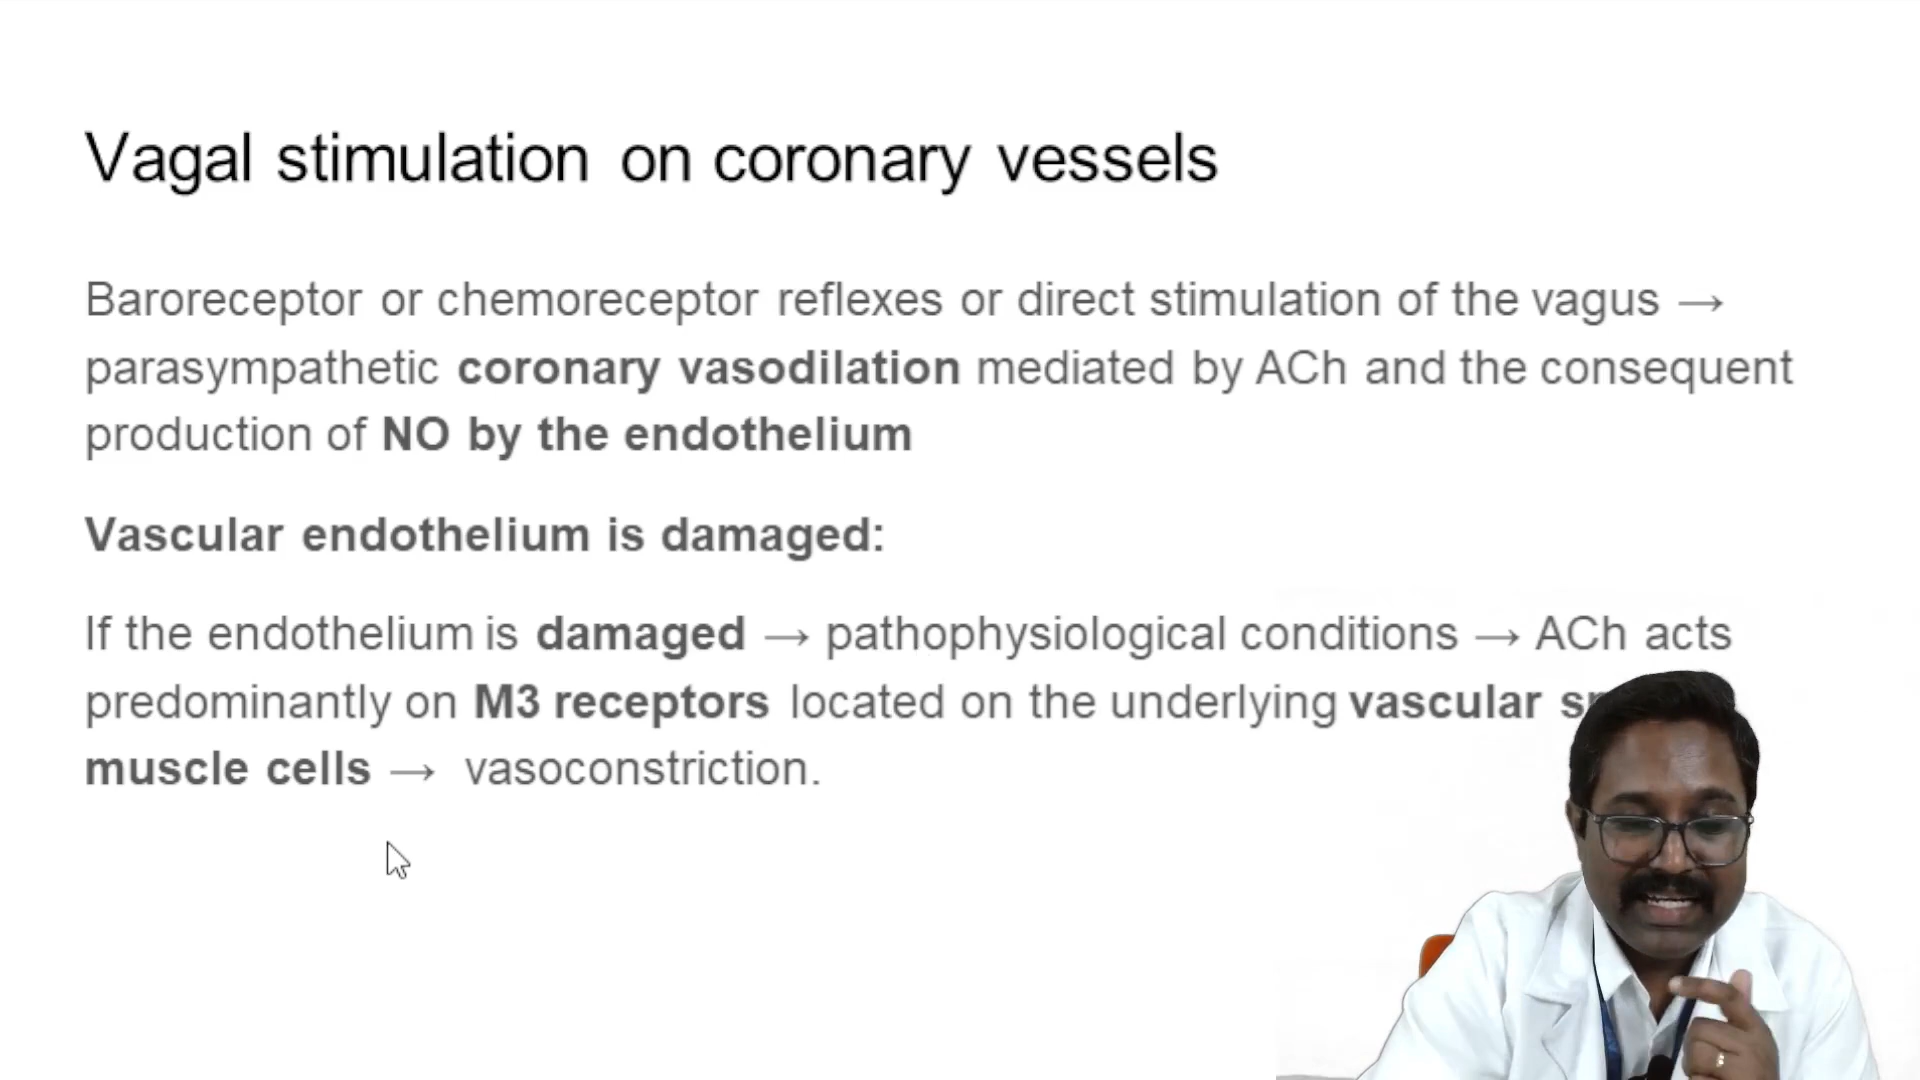 Vagal stimulation on coronary vessels
Baroreceptor or chemoreceptor reflexes or direct stimulation of the vagus →
parasympathetic coronary vasodilation mediated by ACh and the consequent
production of NO by the endothelium
Vascular endothelium is damaged:
If the endothelium is damaged → pathophysiological conditions → ACh acts
predominantly on M3 receptors located on the underlying vascular
muscle cells → vasoconstriction.